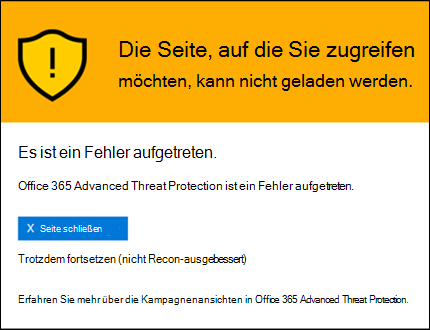 Die Seite, auf die Sie zugreifen
möchten, kann nicht geladen werden.
Es ist ein Fehler aufgetreten.
Office 365 Advanced Threat Protection ist ein Fehler aufgetreten.
X Seite schließen
Trotzdem fortsetzen (nicht Recon-ausgebessert)
Erfahren Sie mehr über die Kampagnenansichten in Office 365 Advanced Threat Protection.